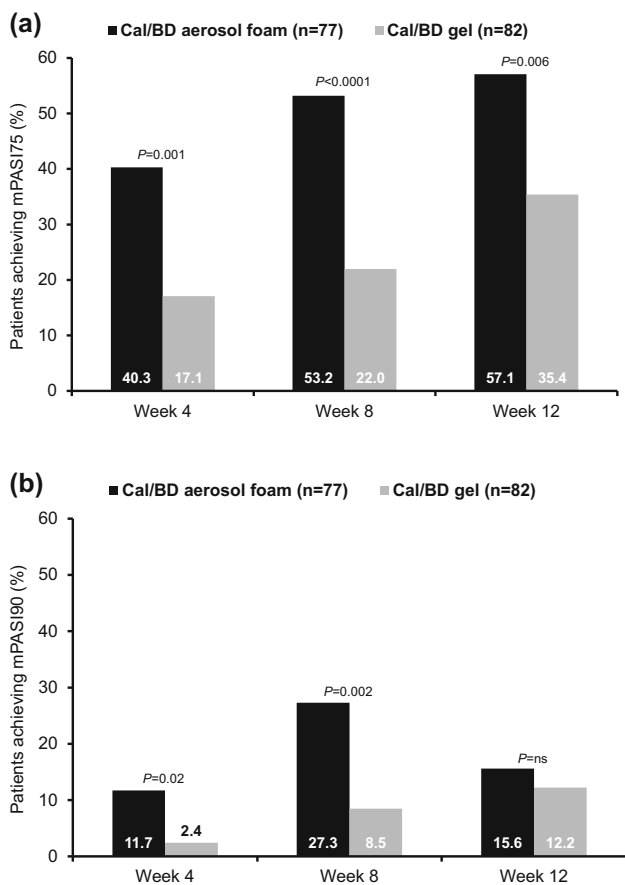 (a)
Cal/BD aerosol foam (n=77) Cal/BD gel (n=82)
Patients achieving mPASI75 (%)
60
50
40
30
20
10
0
P=0.001
P<0.0001
P=0.006
40.3 17.1 53.2 22.0 57.1 35.4
Week 4 Week 8 Week 12
(b)
Cal/BD aerosol foam (n=77) Cal/BD gel (n=82)
Patients achieving mPASI90 (%)
60
50
40
30
20
10
0
P=0.02
P=0.002
P=ns
11.7 2.4 27.3 8.5 15.6 12.2
Week 4 Week 8 Week 12